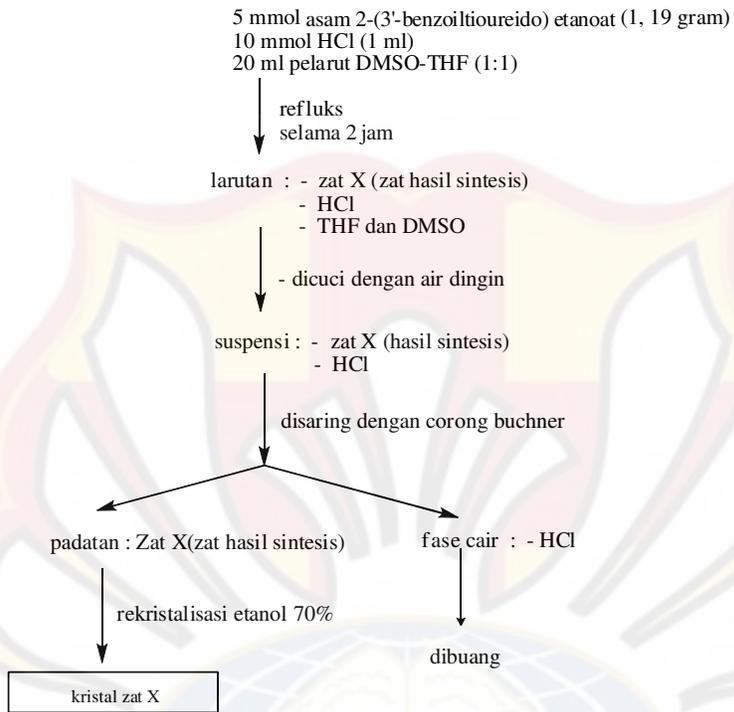 5 mmol asam 2-(3'-benzoiltioureido) etanoat (1, 19 gram)
10 mmol HCl (1 ml)
20 ml pelarut DMSO-THF (1:1)
refluks
selama 2 jam
larutan : - zat X (zat hasil sintesis)
- HCl
- THF dan DMSO
- dicuci dengan air dingin
suspensi : - zat X (hasil sintesis)
- HCl
disaring dengan corong buchner
padatan : Zat X(zat hasil sintesis)
fase cair : - HCl
rekristalisasi etanol 70%
dibuang
kristal zat X